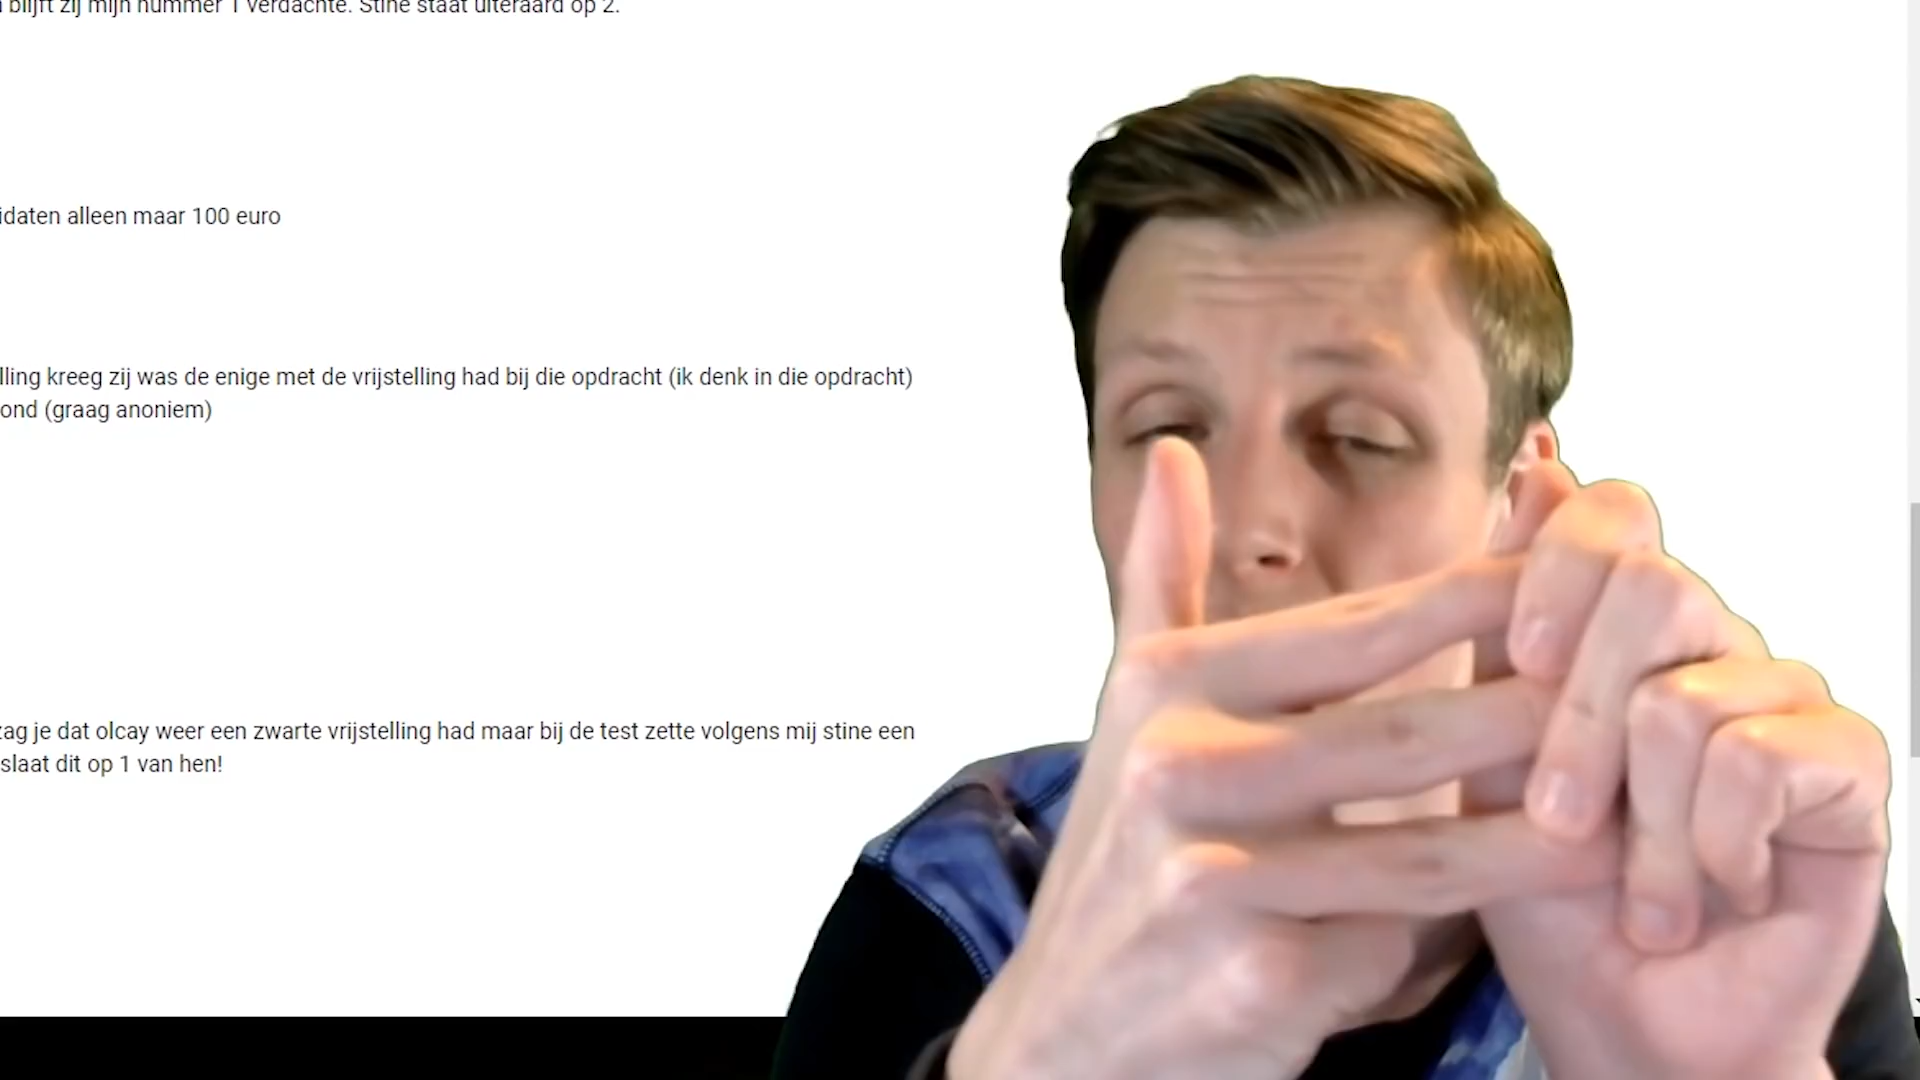 blijft zij mijn nummer 1 verdachte. Stine staat uiteraard op 2.
idaten alleen maar 100 euro
lling kreeg zij was de enige met de vrijstelling had bij die opdracht (ik denk in die opdracht)
ond (graag anoniem)
zag je dat olcay weer een zwarte vrijstelling had maar bij de test zette volgens mij stine een
slaat dit op 1 van hen!